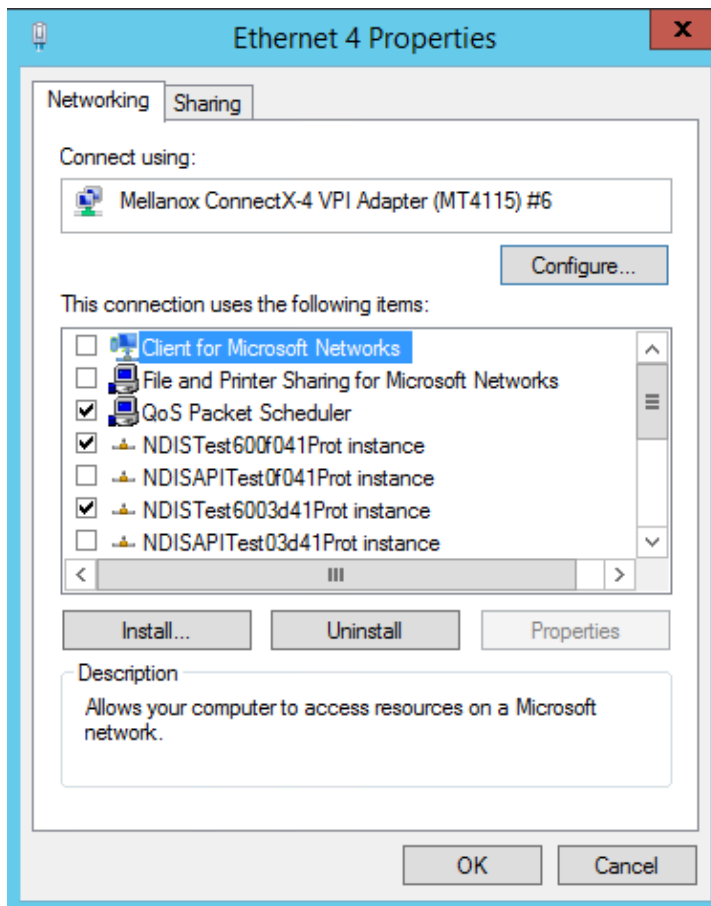 Ethernet 4 Properties
x
Networking
Sharing
Connect using:
Mellanox ConnectX-4 VPI Adapter (MT4115) #6
Configure...
This connection uses the following items:
Client for Microsoft Networks
File and Printer Sharing for Microsoft Networks
QoS Packet Scheduler
NDISTest600f041Prot instance
NDISAPITest0f041Prot instance
NDISTest6003d41Prot instance
NDISAPITest03d41Prot instance
Install...
Uninstall
Properties
Description
Allows your computer to access resources on a Microsoft
network.
OK
Cancel